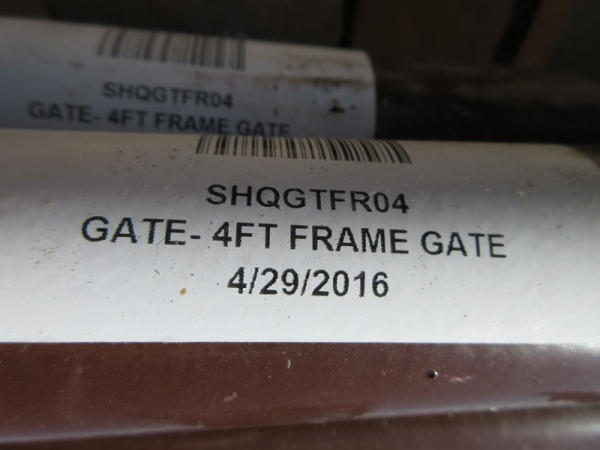 SHQGTFR04
GATE- 4FT FRAME GATE
SHQGTFR04
GATE- 4FT FRAME GATE
4/29/2016